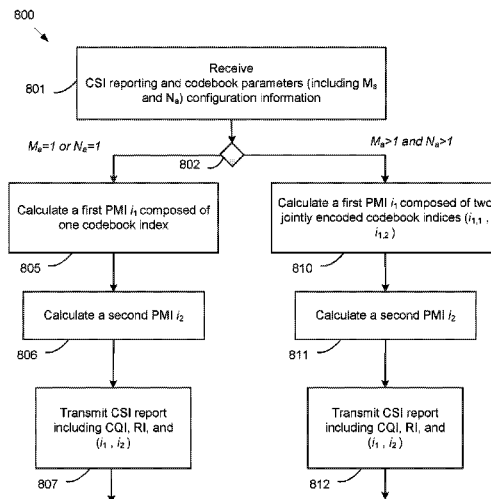 800
Receive
CSI reporting and codebook parameters (including Ms
and Na) configuration information
801
Ma=1 or Na=1
802
Ma>1 and Na>1
Calculate a first PMI i1 composed of
one codebook index
805
Calculate a first PMI i1 composed of two
jointly encoded codebook indices (i1,1 ,
i1,2 )
810
Calculate a second PMI i2
806
Calculate a second PMI i2
811
Transmit CSI report
including CQI, RI, and
(i1 , i2 )
807
Transmit CSI report
including CQI, RI, and
(i1 , i2 )
812